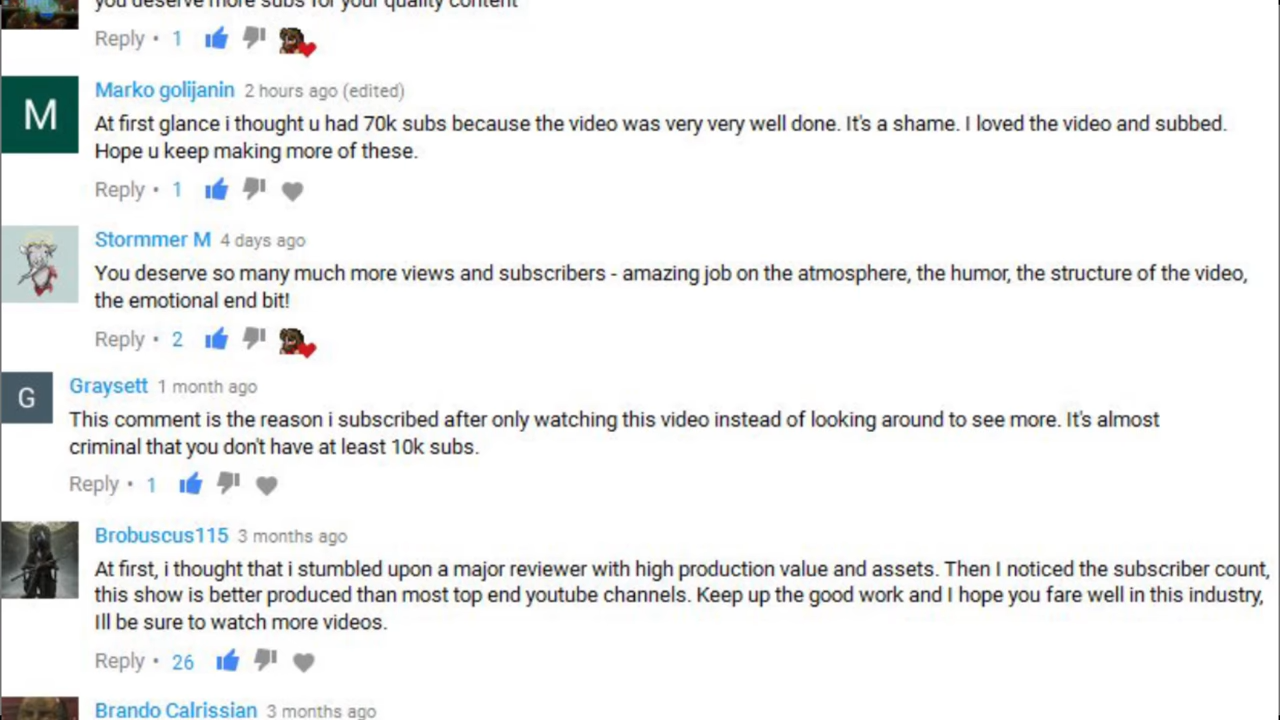 you deserve more subs for your quality content
Reply • 1
M
Marko golijanin 2 hours ago (edited)
At first glance i thought u had 70k subs because the video was very very well done. It's a shame. I loved the video and subbed.
Hope u keep making more of these.
Reply • 1
Stormmer M 4 days ago
You deserve so many much more views and subscribers - amazing job on the atmosphere, the humor, the structure of the video,
the emotional end bit!
Reply • 2
G
Graysett 1 month ago
This comment is the reason i subscribed after only watching this video instead of looking around to see more. It's almost
criminal that you don't have at least 10k subs.
Reply • 1
Brobuscus115 3 months ago
At first, i thought that i stumbled upon a major reviewer with high production value and assets. Then I noticed the subscriber count,
this show is better produced than most top end youtube channels. Keep up the good work and I hope you fare well in this industry,
Ill be sure to watch more videos.
Reply • 26
Brando Calrissian 3 months ago